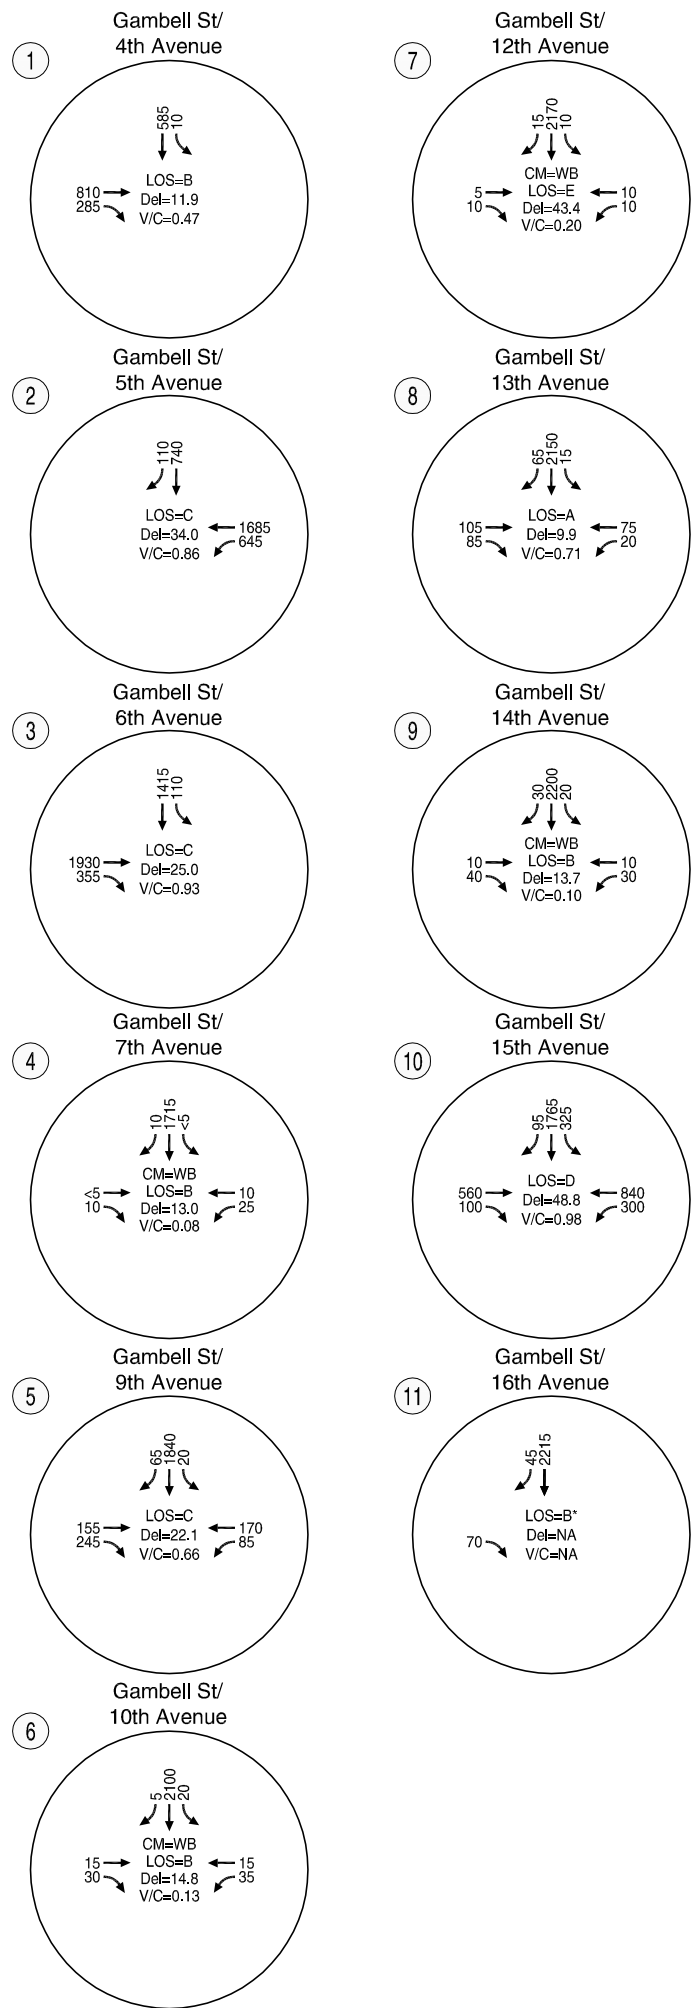 Gambell St/
4th Avenue
1
585
10
810
285
LOS=B
Del=11.9
V/C=0.47
Gambell St/
5th Avenue
2
110
740
LOS=C
Del=34.0
V/C=0.86
1685
645
Gambell St/
6th Avenue
3
1415
110
1930
355
LOS=C
Del=25.0
V/C=0.93
Gambell St/
7th Avenue
4
10
1715
<5
<5
10
CM=WB
LOS=B
Del=13.0
V/C=0.08
10
25
Gambell St/
9th Avenue
5
65
1840
20
155
245
LOS=C
Del=22.1
V/C=0.66
170
85
Gambell St/
10th Avenue
6
5
2100
20
15
30
CM=WB
LOS=B
Del=14.8
V/C=0.13
15
35
Gambell St/
12th Avenue
7
15
2170
10
5
10
CM=WB
LOS=E
Del=43.4
V/C=0.20
10
10
Gambell St/
13th Avenue
8
65
2150
15
105
85
LOS=A
Del=9.9
V/C=0.71
75
20
Gambell St/
14th Avenue
9
30
2200
20
10
40
CM=WB
LOS=B
Del=13.7
V/C=0.10
10
30
Gambell St/
15th Avenue
10
95
1765
325
560
100
LOS=D
Del=48.8
V/C=0.98
840
300
Gambell St/
16th Avenue
11
45
2215
70
LOS=B*
Del=NA
V/C=NA